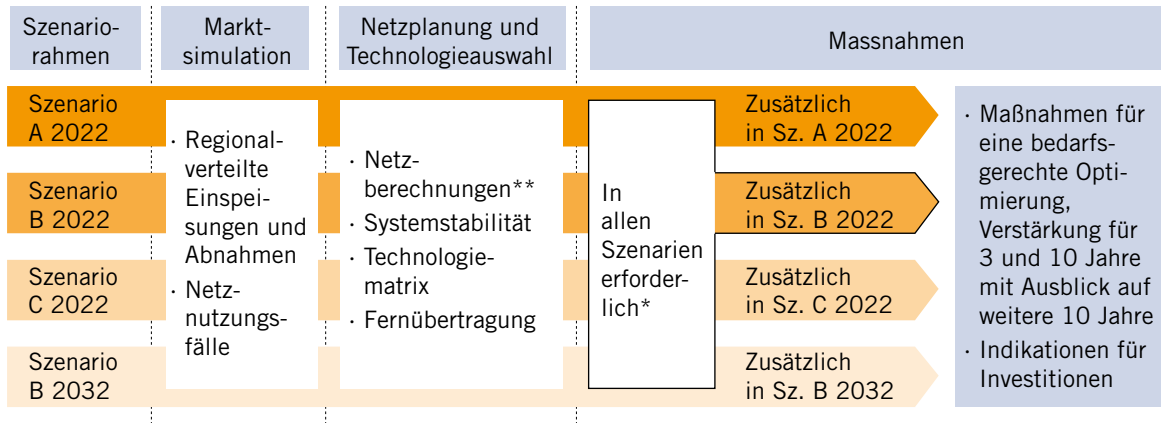 Szenario-
rahmen
Markt-
simulation
Netzplanung und
Technologieauswahl
Massnahmen
Szenario
A 2022
Szenario
B 2022
Szenario
C 2022
Szenario
B 2032
· Regional-
verteilte
Einspei-
sungen und
Abnahmen
· Netz-
nutzungs-
fälle
· Netz-
berechnungen**
· Systemstabilität
· Technologie-
matrix
· Fernübertragung
In
allen
Szenarien
erforder-
lich*
Zusätzlich
in Sz. A 2022
Zusätzlich
in Sz. B 2022
Zusätzlich
in Sz. C 2022
Zusätzlich
in Sz. B 2032
· Maßnahmen für
eine bedarfs-
gerechte Opti-
mierung,
Verstärkung für
3 und 10 Jahre
mit Ausblick auf
weitere 10 Jahre
· Indikationen für
Investitionen